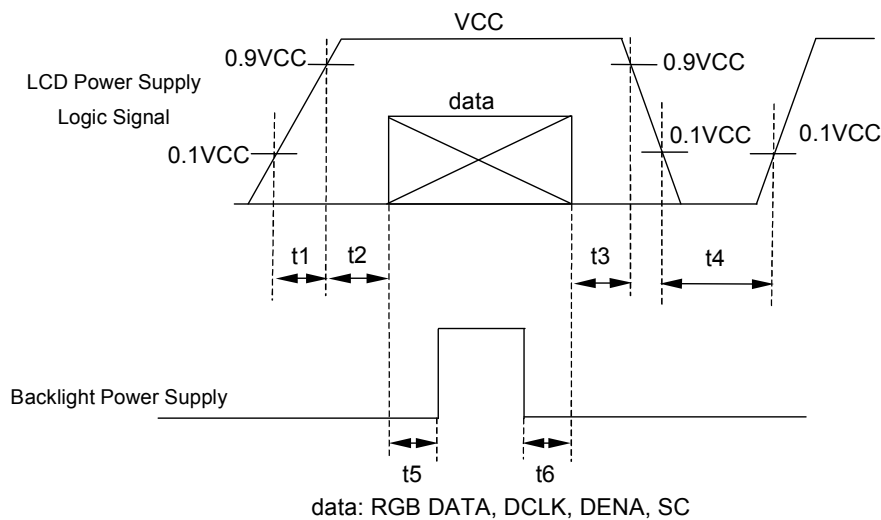 VCC
0.9VCC
0.9VCC
LCD Power Supply
Logic Signal
data
0.1VCC
0.1VCC
0.1VCC
t1
t2
t3
t4
Backlight Power Supply
t5
t6
data: RGB DATA, DCLK, DENA, SC